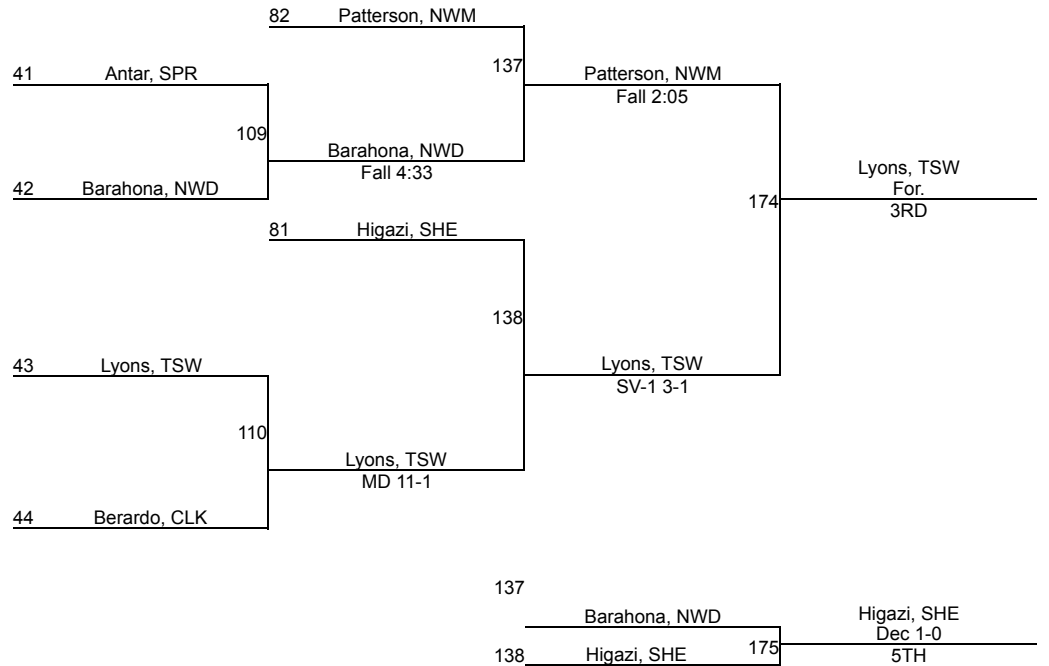 82 Patterson, NWM
137 Patterson, NWM
41 Antar, SPR
Fall 2:05
109
Barahona, NWD
Fall 4:33
42 Barahona, NWD
Lyons, TSW
For.
174
3RD
81 Higazi, SHE
138
43 Lyons, TSW
Lyons, TSW
SV-1 3-1
110
Lyons, TSW
MD 11-1
44 Berardo, CLK
137
Barahona, NWD
138 Higazi, SHE
175
Higazi, SHE
Dec 1-0
5TH